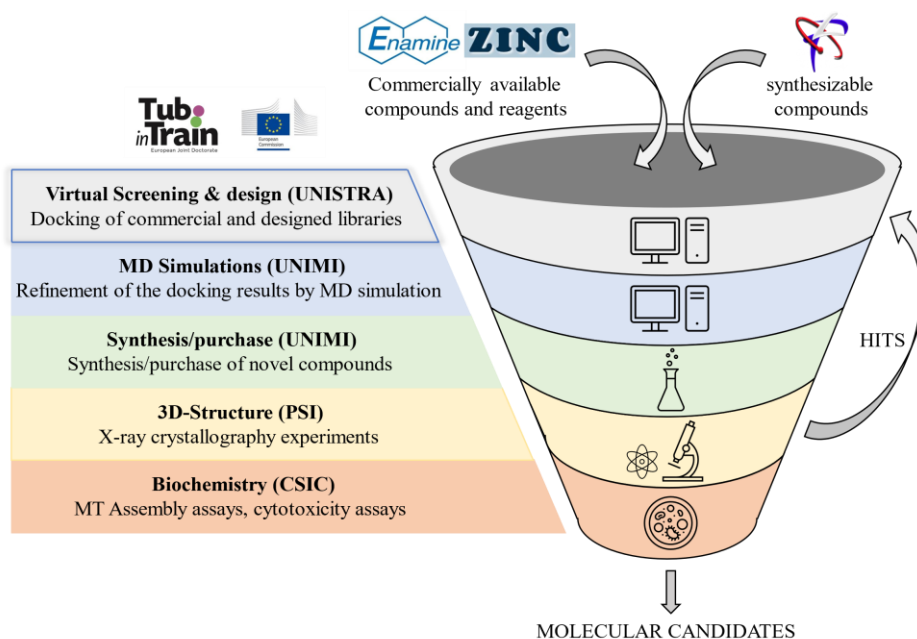 Enamine ZINC
Commercially available
compounds and reagents
synthesizable
compounds
Tub
inTrain
European Joint Doctorate
European
Commission
Virtual Screening & design (UNISTRA)
Docking of commercial and designed libraries
MD Simulations (UNIMI)
Refinement of the docking results by MD simulation
Synthesis/purchase (UNIMI)
Synthesis/purchase of novel compounds
3D-Structure (PSI)
X-ray crystallography experiments
Biochemistry (CSIC)
MT Assembly assays, cytotoxicity assays
HITS
MOLECULAR CANDIDATES